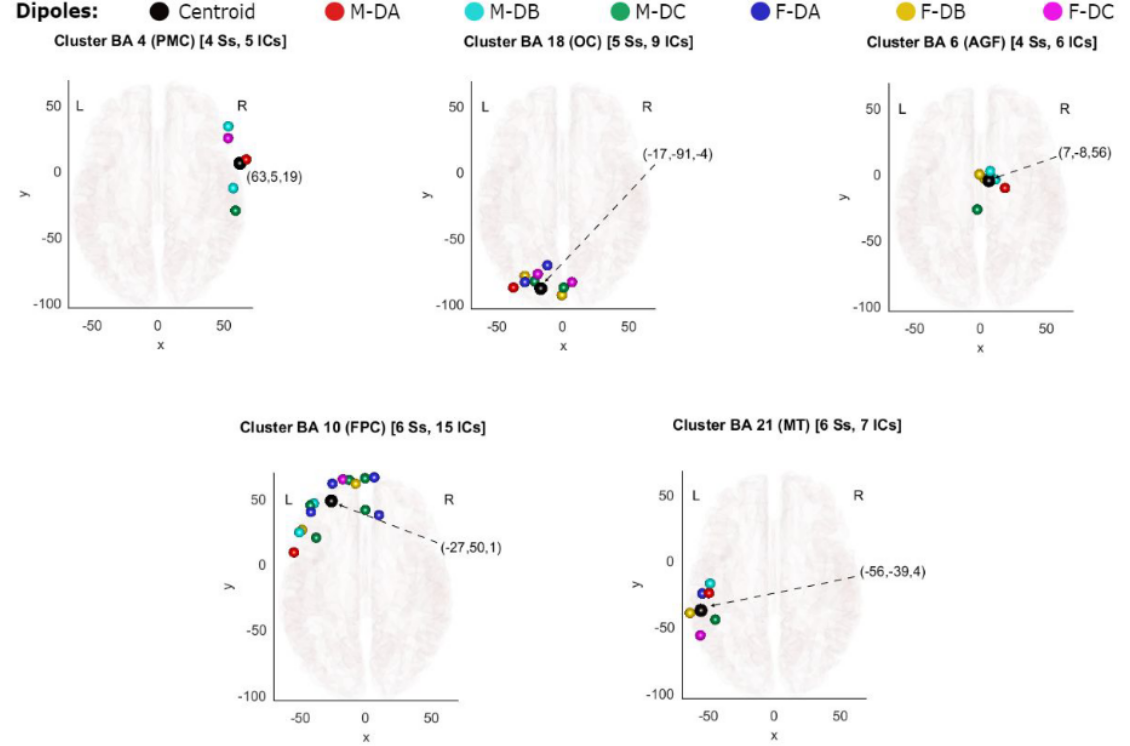 Dipoles: Centroid M-DA M-DB M-DC F-DA F-DB F-DC
Cluster BA 4 (PMC) [4 Ss, 5 ICs]
50
0
-50
-100
y
L
R
(63,5,19)
-50 0 50
x
Cluster BA 18 (OC) [5 Ss, 9 ICs]
50
0
-50
-100
y
L
R
(-17,-91,-4)
-50 0 50
x
Cluster BA 6 (AGF) [4 Ss, 6 ICs]
50
0
-50
-100
y
L
R
(7,-8,56)
-50 0 50
x
Cluster BA 10 (FPC) [6 Ss, 15 ICs]
50
0
-50
-100
y
L
R
(-27,50,1)
-50 0 50
x
Cluster BA 21 (MT) [6 Ss, 7 ICs]
50
0
-50
-100
y
L
R
(-56,-39,4)
-50 0 50
x